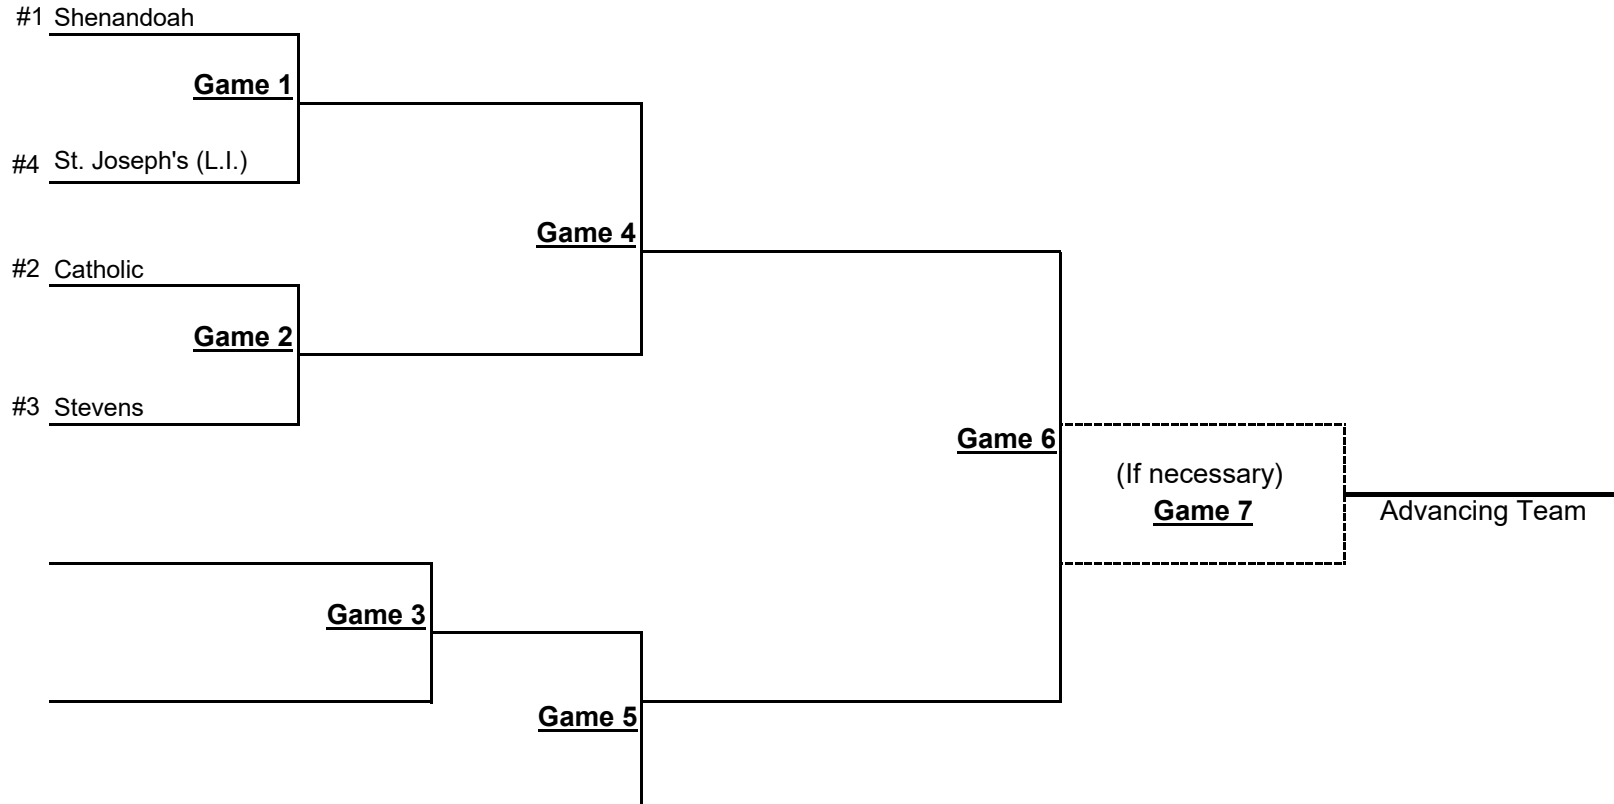 #1 Shenandoah
Game 1
#4 St. Joseph's (L.I.)
Game 4
#2 Catholic
Game 2
#3 Stevens
Game 6
(If necessary)
Game 7
Advancing Team
Game 3
Game 5